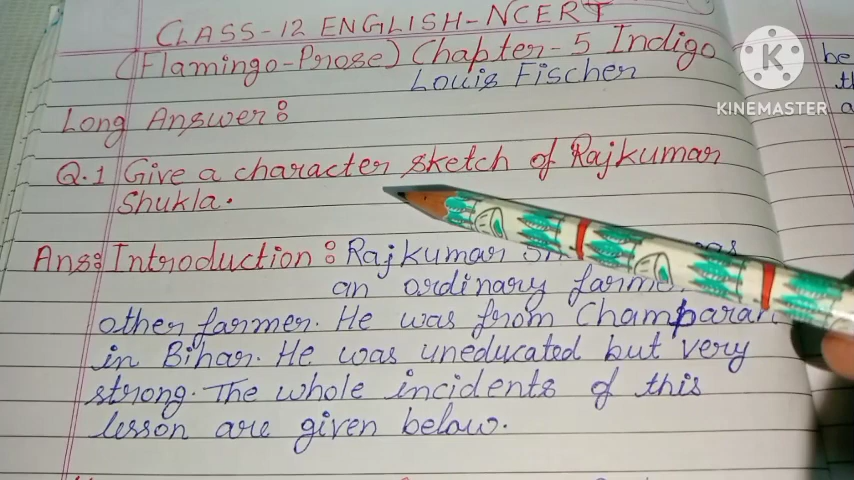 CLASS-12 ENGLISH-NCERT
(Flamingo-Prose) Chapter-5 Indigo
Louis Fischer
Long Answer:
Q.1 Give a character sketch of Rajkumar
Shukla.
Ans: Introduction: Rajkumar
an ordinary
other farmer. He was from Champaran
in Bihar. He was uneducated but very
strong. The whole incidents of this
lesson are given below.
K
KINEMASTER
be
th
a